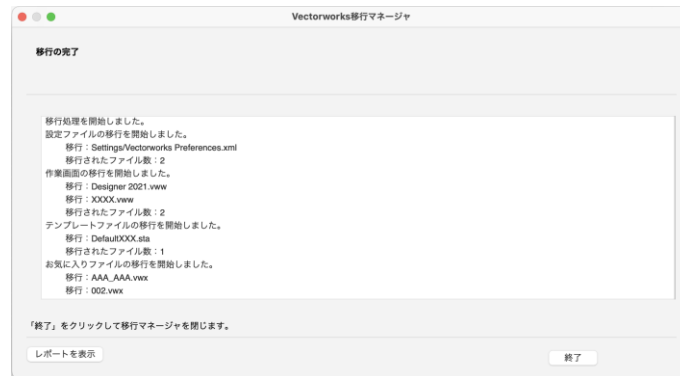 Vectorworks移行マネージャ
移行の完了
移行処理を開始しました。
設定ファイルの移行を開始しました。
移行：Settings/Vectorworks Preferences.xml
移行されたファイル数：2
作業画面の移行を開始しました。
移行：Designer 2021.vww
移行：XXXX.vww
移行されたファイル数：2
テンプレートファイルの移行を開始しました。
移行：DefaultXXX.sta
移行されたファイル数：1
お気に入りファイルの移行を開始しました。
移行：AAA_AAA.vwx
移行：002.vwx
「終了」をクリックして移行マネージャを閉じます。
レポートを表示
終了